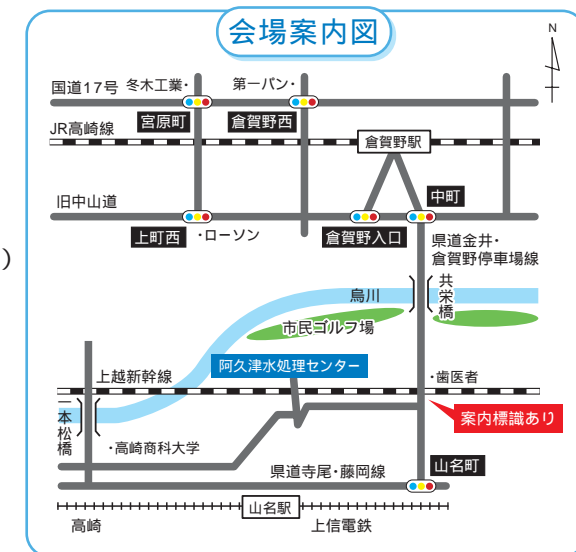 会場案内図
N
国道17号
冬木工業・
第一パン・
宮原町
倉賀野西
JR高崎線
倉賀野駅
旧中山道
中町
上町西
・ローソン
倉賀野入口
県道金井・
倉賀野停車場線
)
烏川
共栄橋
市民ゴルフ場
阿久津水処理センター
上越新幹線
・歯医者
一本松橋
案内標識あり
・高崎商科大学
県道寺尾・藤岡線
山名町
山名駅
高崎
上信電鉄